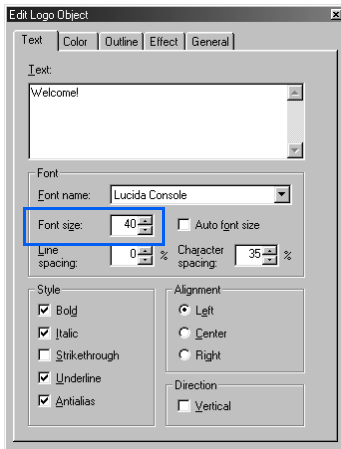 Edit Logo Object
Text Color Outline Effect General
Text:
Welcome!
Font
Font name: Lucida Console
Font size: 40 Auto font size
Line spacing: 0 % Character spacing: 35 %
Style Alignment
Bold Left
Italic Center
Strikethrough Right
Underline Direction
Antialias Vertical